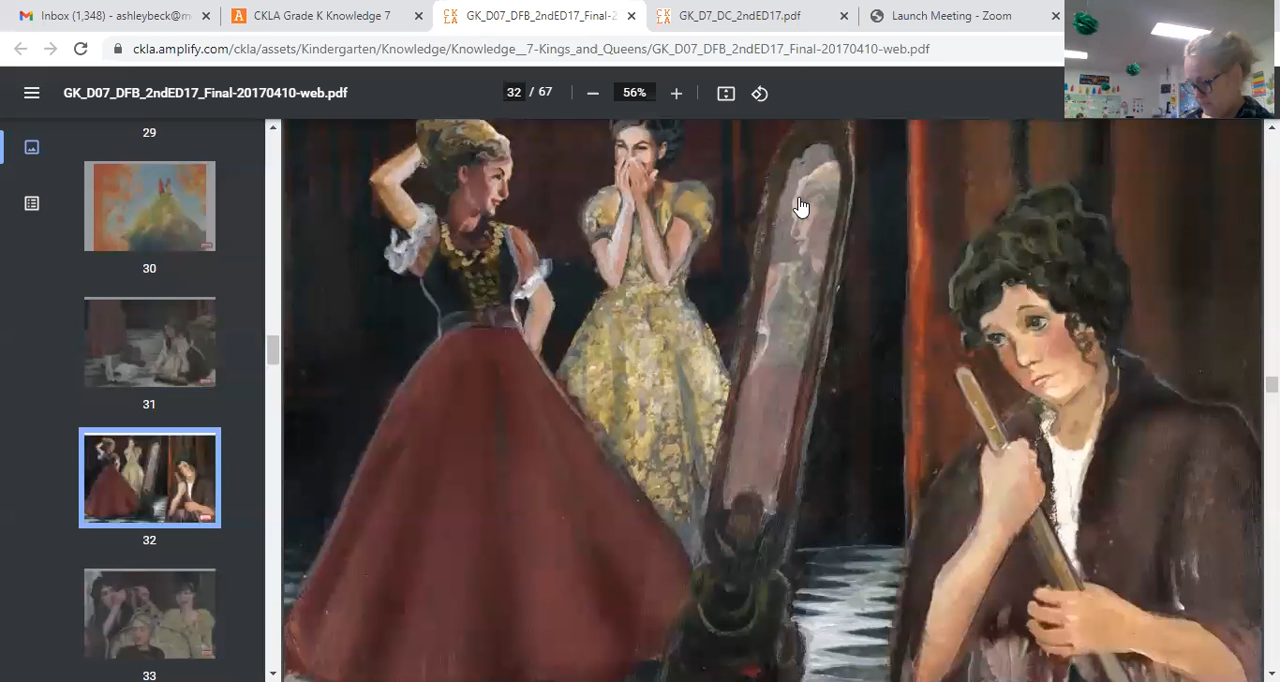 Inbox (1,348) - ashleybeck@m
CKLA Grade K Knowledge 7
GK_D07_DFB_2ndED17_Final-2
GK_D7_DC_2ndED17.pdf
Launch Meeting - Zoom
ckla.amplify.com/ckla/assets/Kindergarten/Knowledge/Knowledge__7-Kings_and_Queens/GK_D07_DFB_2ndED17_Final-20170410-web.pdf
GK_D07_DFB_2ndED17_Final-20170410-web.pdf
32 / 67
56%
29
30
31
32
33